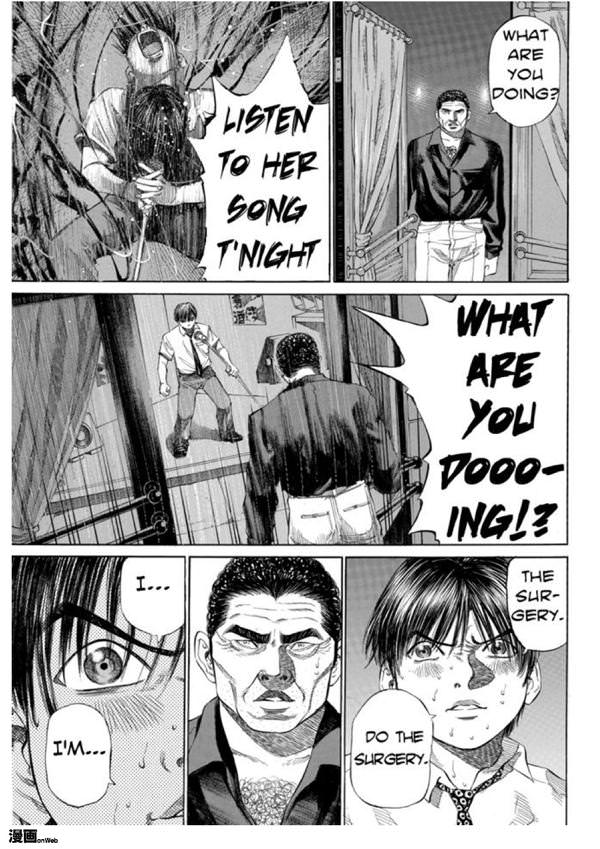 WHAT
ARE
YOU
DOING?
LISTEN
TO HER
SONG
T'NIGHT
WHAT
ARE
YOU
DOOO-
ING!?
THE
SUR-
GERY.
DO THE
SURGERY.
I...
I'M...
漫画onWeb